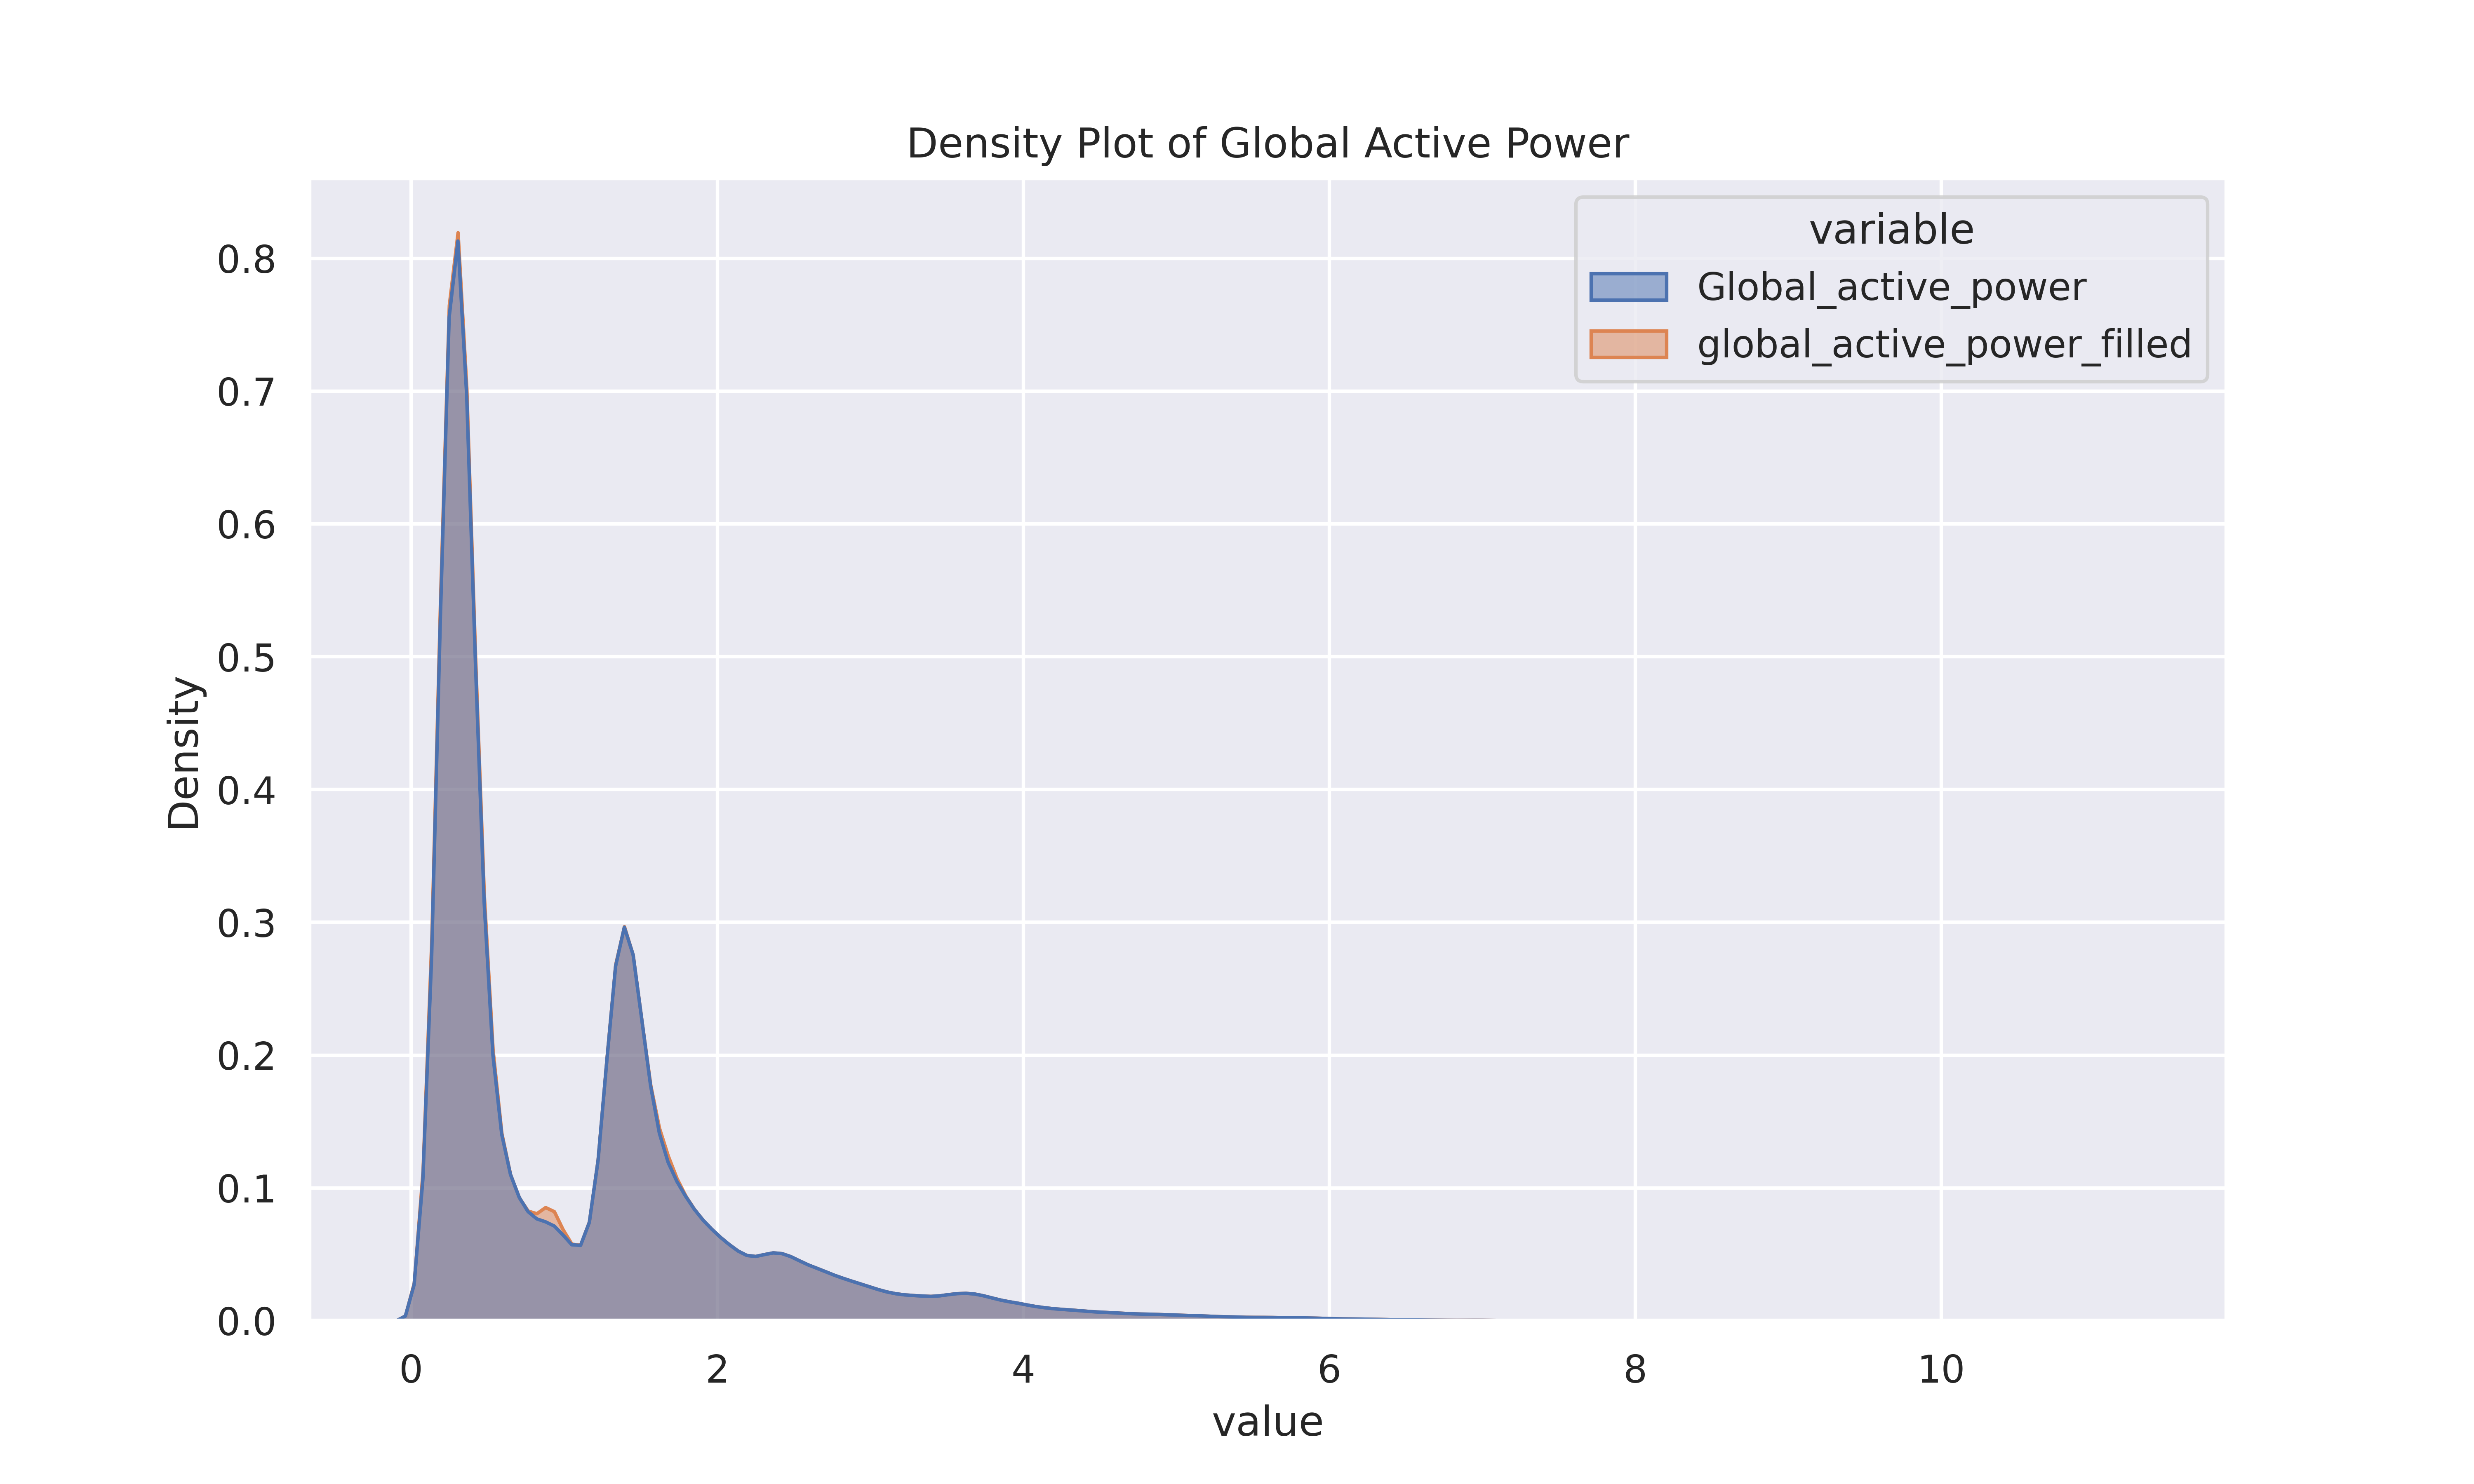 Density Plot of Global Active Power
variable
Global_active_power
global_active_power_filled
Density
0.8
0.7
0.6
0.5
0.4
0.3
0.2
0.1
0.0
0 2 4 6 8 10
value